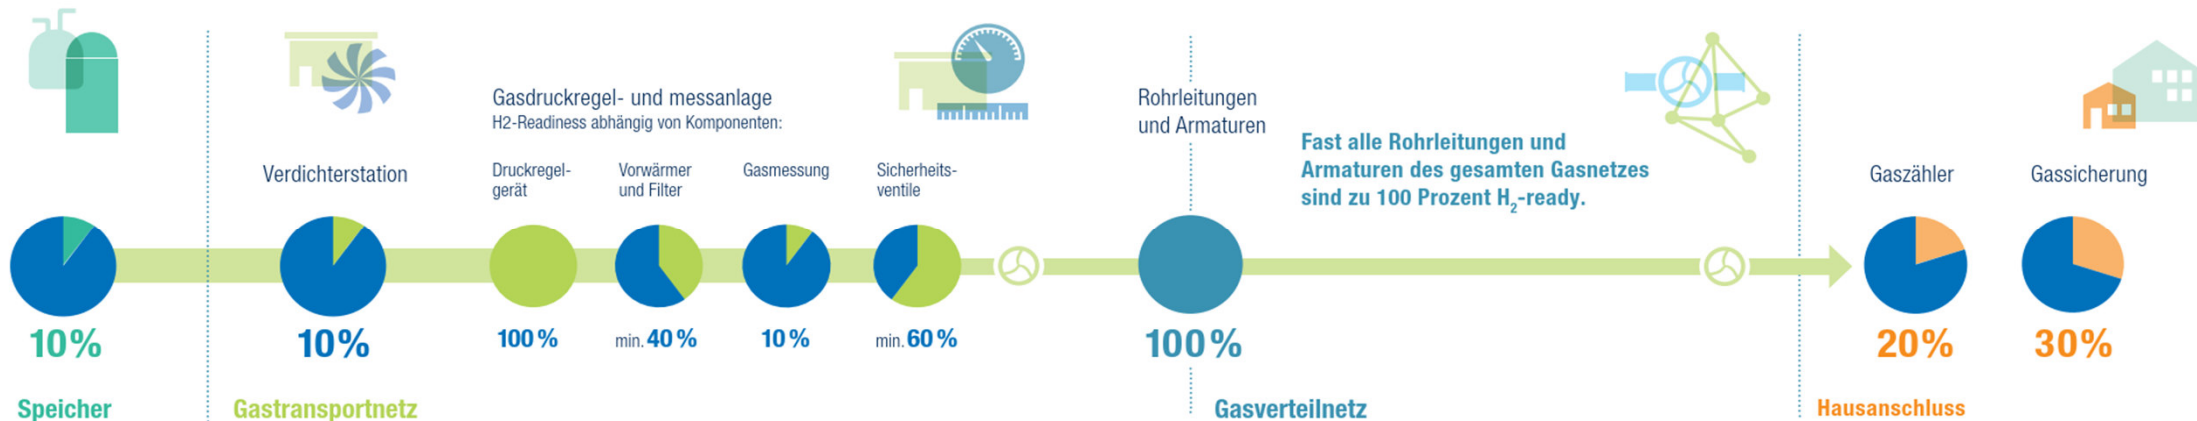 Gasdruckregel- und messanlage
H2-Readiness abhängig von Komponenten:
Rohrleitungen
und Armaturen
Fast alle Rohrleitungen und
Armaturen des gesamten Gasnetzes
sind zu 100 Prozent H₂-ready.
Verdichterstation
Druckregel-
gerät
Vorwärmer
und Filter
Gasmessung
Sicherheits-
ventile
Gaszähler
Gassicherung
10%
10%
100%
min. 40%
10%
min. 60%
100%
20%
30%
Speicher
Gastransportnetz
Gasverteilnetz
Hausanschluss